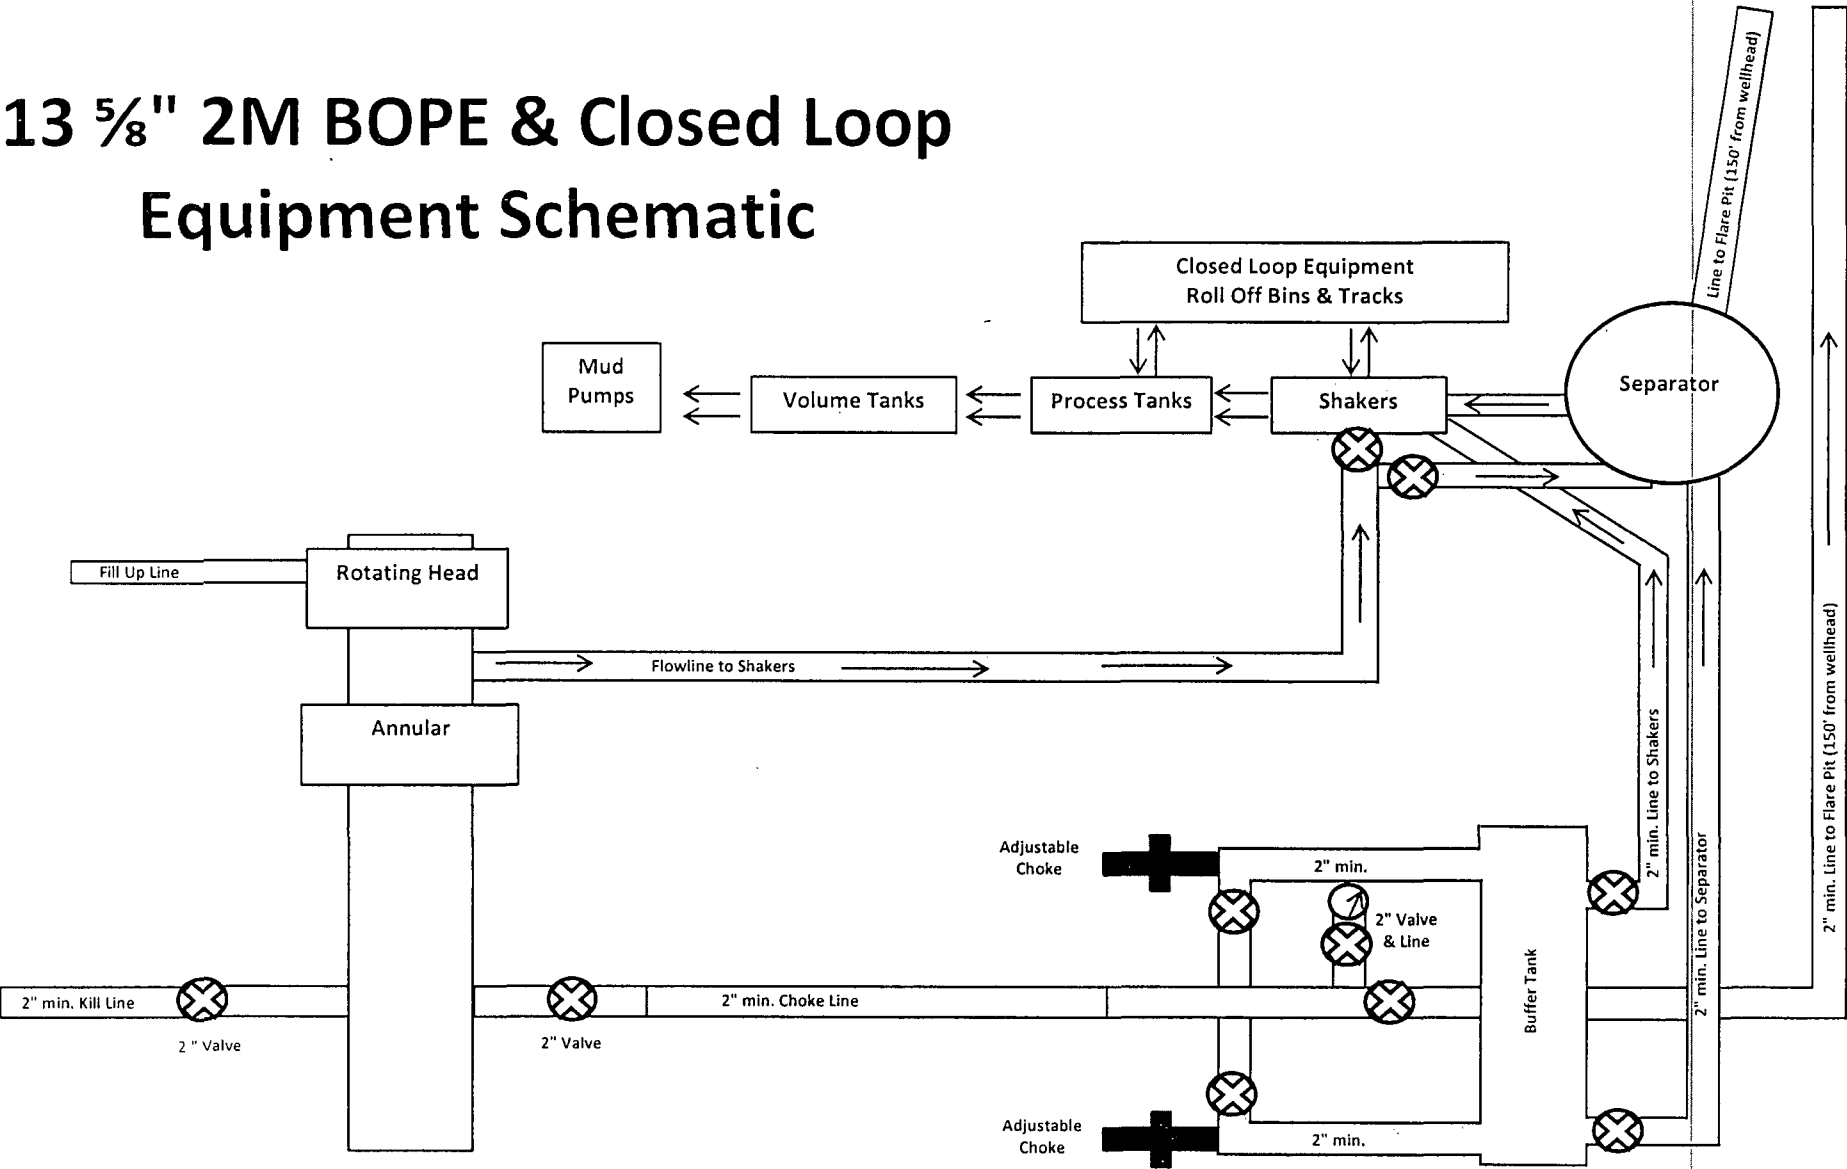 13 ⅝" 2M BOPE & Closed Loop
Equipment Schematic
Line to Flare Pit (150' from wellhead)
Closed Loop Equipment
Roll Off Bins & Tracks
Mud
Pumps
Volume Tanks
Process Tanks
Shakers
Separator
Fill Up Line
Rotating Head
Flowline to Shakers
Annular
2" min. Line to Shakers
2" min. Line to Separator
2" min. Line to Flare Pit (150' from wellhead)
Adjustable
Choke
2" min.
2" Valve
& Line
Buffer Tank
2" min. Kill Line
2 " Valve
2" min. Choke Line
2" Valve
Adjustable
Choke
2" min.